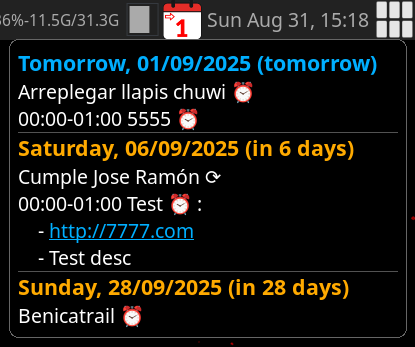 6%-11.5G/31.3G 1 Sun Aug 31, 15:18
Tomorrow, 01/09/2025 (tomorrow)
Arreplegar llapis chuwi ⏰
00:00-01:00 5555 ⏰
Saturday, 06/09/2025 (in 6 days)
Cumple Jose Ramón ⟳
00:00-01:00 Test ⏰ :
- http://7777.com
- Test desc
Sunday, 28/09/2025 (in 28 days)
Benicatrail ⏰